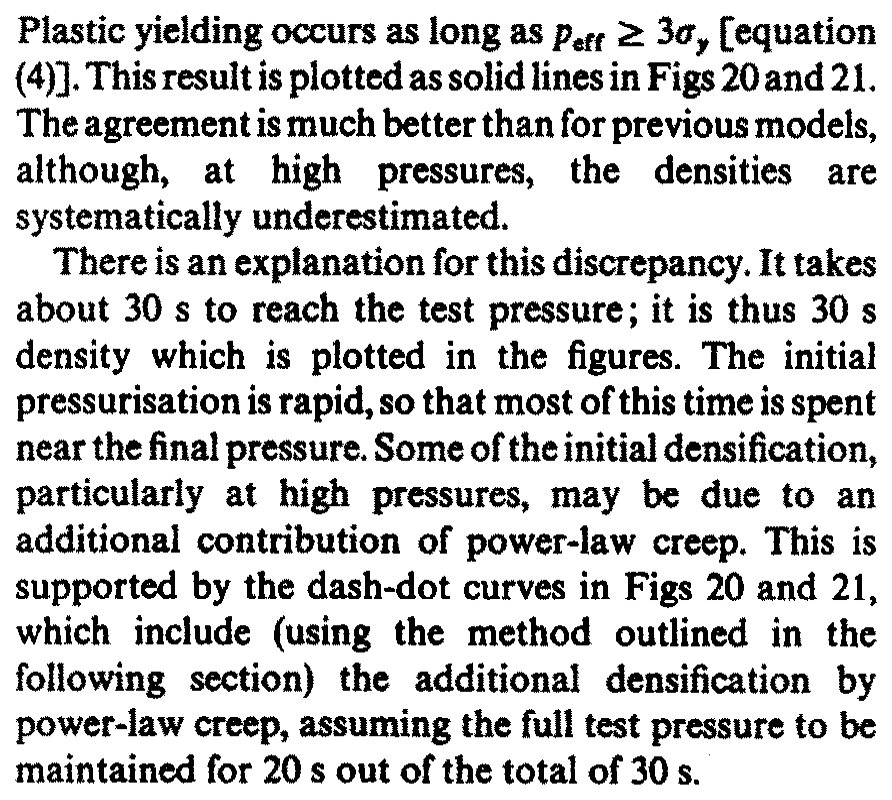 Plastic yielding occurs as long as p_eff ≥ 3σ_y [equation
(4)]. This result is plotted as solid lines in Figs 20 and 21.
The agreement is much better than for previous models,
although, at high pressures, the densities are
systematically underestimated.
There is an explanation for this discrepancy. It takes
about 30 s to reach the test pressure; it is thus 30 s
density which is plotted in the figures. The initial
pressurisation is rapid, so that most of this time is spent
near the final pressure. Some of the initial densification,
particularly at high pressures, may be due to an
additional contribution of power-law creep. This is
supported by the dash-dot curves in Figs 20 and 21,
which include (using the method outlined in the
following section) the additional densification by
power-law creep, assuming the full test pressure to be
maintained for 20 s out of the total of 30 s.